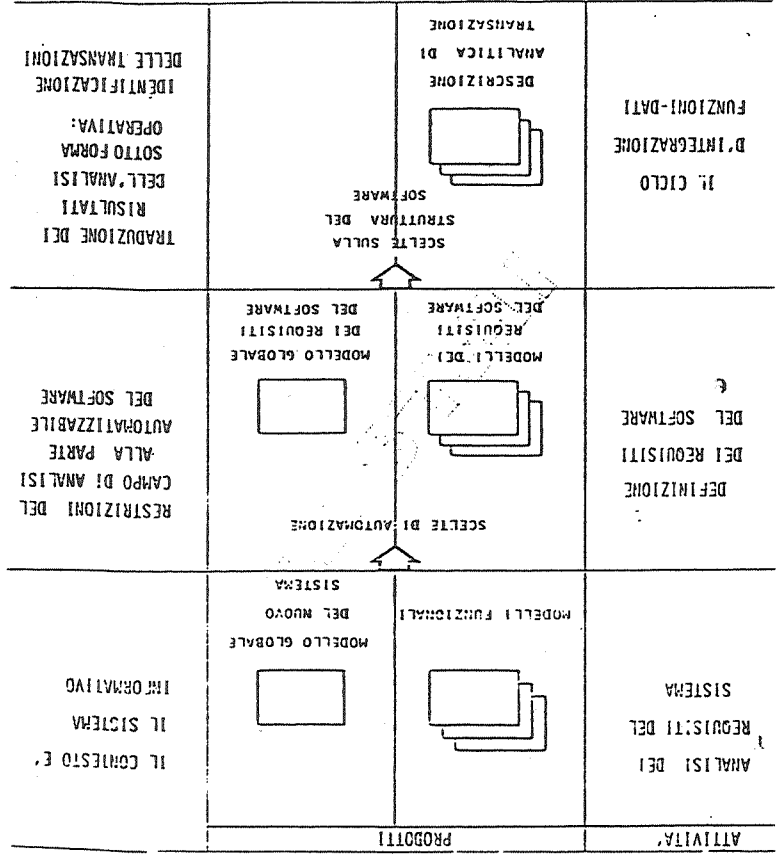 ATTIVITA'
PRODOTTI
ANALISI DEI
REQUISITI DEL
SISTEMA
MODELLI FUNZIONALI
MODELLO GLOBALE
DEL NUOVO
SISTEMA
IL CONTESTO E'
IL SISTEMA
INFORMATIVO
SCELTE DI AUTOMAZIONE
DEFINIZIONE
DEI REQUISITI
DEL SOFTWARE
MODELLI DEI
REQUISITI
DEL SOFTWARE
MODELLO GLOBALE
DEI REQUISITI
DEL SOFTWARE
RESTRIZIONI DEL
CAMPO DI ANALISI
ALLA PARTE
AUTOMATIZZABILE
DEL SOFTWARE
SCELTE SULLA
STRUTTURA DEL
SOFTWARE
CICLO
D'INTEGRAZIONE
FUNZIONI-DATI
DESCRIZIONE
ANALITICA DI
TRANSAZIONE
TRADUZIONE DEI
RISULTATI
DELL'ANALISI
SOTTO FORMA
OPERATIVA:
IDENTIFICAZIONE
DELLE TRANSAZIONI